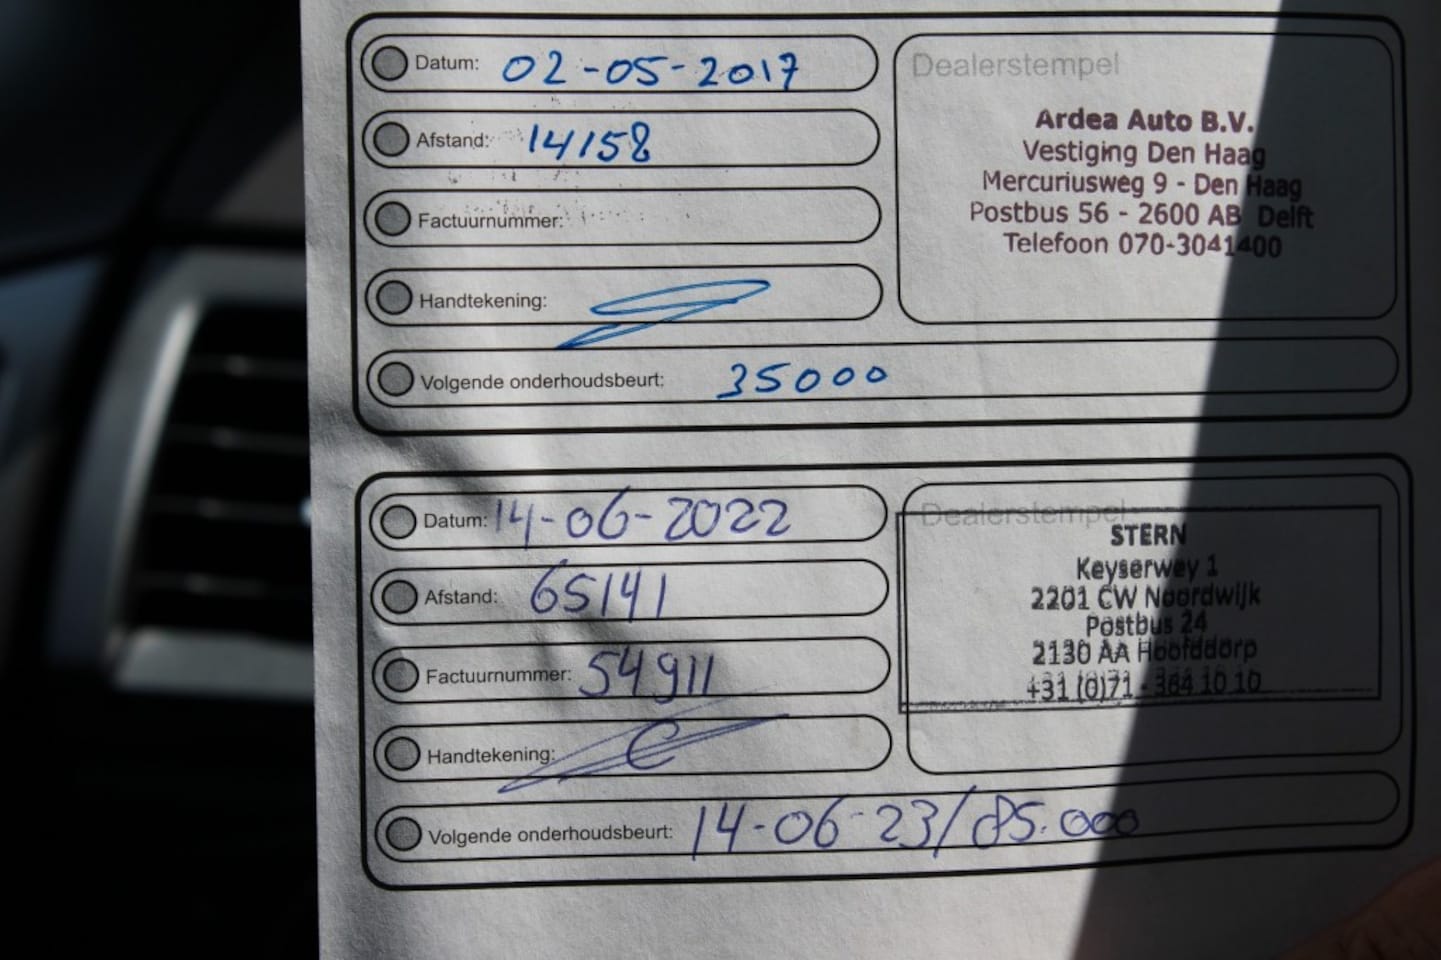 Datum: 02-05-2017
Afstand: 14158
Factuurnummer:
Handtekening:
Volgende onderhoudsbeurt: 35000
Dealerstempel
Ardea Auto B.V.
Vestiging Den Haag
Mercuriusweg 9 - Den Haag
Postbus 56 - 2600 AB Delft
Telefoon 070-3041400
Datum: 14-06-2022
Afstand: 65141
Factuurnummer: 54911
Handtekening:
Volgende onderhoudsbeurt: 14-06-23/85.000
Dealerstempel
STERN
Keyserwey 1
2201 CW Noordwijk
Postbus 24
2130 AA Hoofddorp
+31 (0)71 - 364 10 10